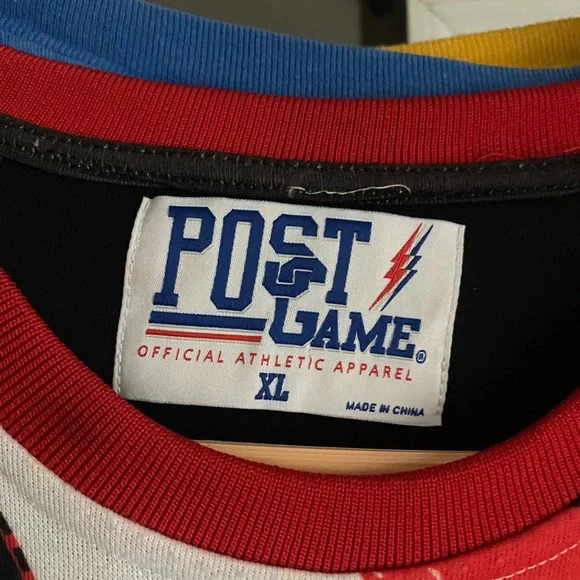 POST
GAME®
OFFICIAL ATHLETIC APPAREL
XL
MADE IN CHINA